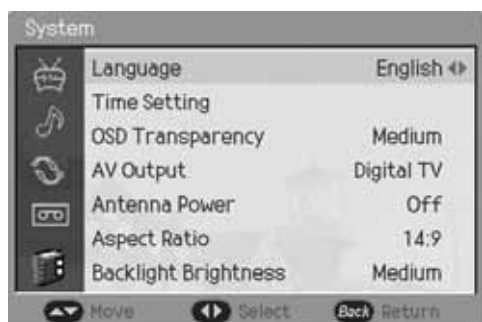 System
Language English
Time Setting
OSD Transparency Medium
AV Output Digital TV
Antenna Power Off
Aspect Ratio 14:9
Backlight Brightness Medium
Move Select Back Return